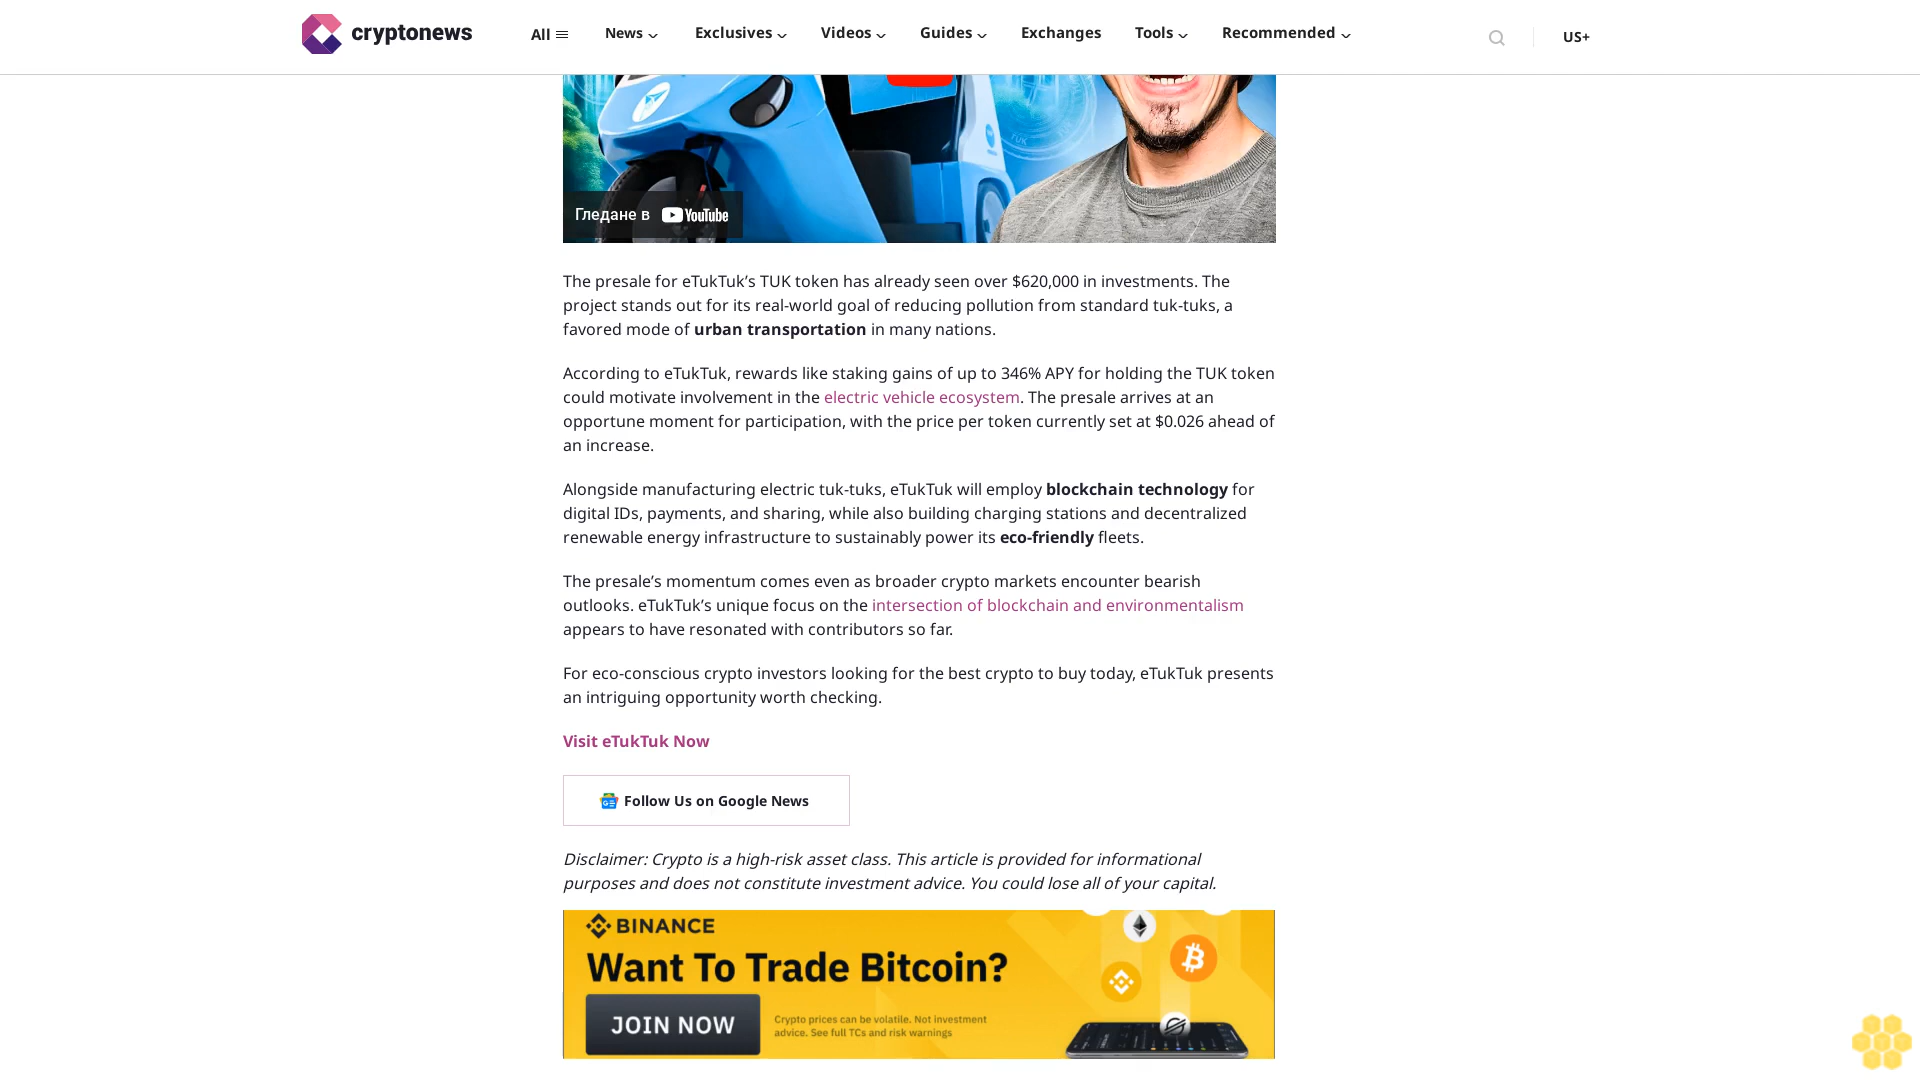 cryptonews
All
News
Exclusives
Videos
Guides
Exchanges
Tools
Recommended
US+
Гледане в YouTube
The presale for eTukTuk’s TUK token has already seen over $620,000 in investments. The
project stands out for its real-world goal of reducing pollution from standard tuk-tuks, a
favored mode of urban transportation in many nations.
According to eTukTuk, rewards like staking gains of up to 346% APY for holding the TUK token
could motivate involvement in the electric vehicle ecosystem. The presale arrives at an
opportune moment for participation, with the price per token currently set at $0.026 ahead of
an increase.
Alongside manufacturing electric tuk-tuks, eTukTuk will employ blockchain technology for
digital IDs, payments, and sharing, while also building charging stations and decentralized
renewable energy infrastructure to sustainably power its eco-friendly fleets.
The presale’s momentum comes even as broader crypto markets encounter bearish
outlooks. eTukTuk’s unique focus on the intersection of blockchain and environmentalism
appears to have resonated with contributors so far.
For eco-conscious crypto investors looking for the best crypto to buy today, eTukTuk presents
an intriguing opportunity worth checking.
Visit eTukTuk Now
Follow Us on Google News
Disclaimer: Crypto is a high-risk asset class. This article is provided for informational
purposes and does not constitute investment advice. You could lose all of your capital.
BINANCE
Want To Trade Bitcoin?
JOIN NOW
Crypto prices can be volatile. Not investment
advice. See full TCs and risk warnings